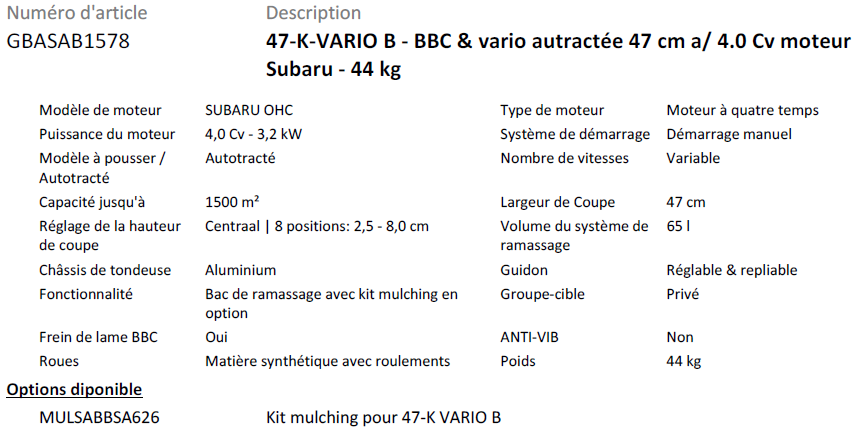 Numéro d'article Description
GBASAB1578 47-K-VARIO B - BBC & vario autractée 47 cm a/ 4.0 Cv moteur
Subaru - 44 kg
Modèle de moteur SUBARU OHC Type de moteur Moteur à quatre temps
Puissance du moteur 4,0 Cv - 3,2 kW Système de démarrage Démarrage manuel
Modèle à pousser / Autotracté Nombre de vitesses Variable
Autotracté
Capacité jusqu'à 1500 m² Largeur de Coupe 47 cm
Réglage de la hauteur Centraal | 8 positions: 2,5 - 8,0 cm Volume du système de 65 l
de coupe ramassage
Châssis de tondeuse Aluminium Guidon Réglable & repliable
Fonctionnalité Bac de ramassage avec kit mulching en Groupe-cible Privé
option
Frein de lame BBC Oui ANTI-VIB Non
Roues Matière synthétique avec roulements Poids 44 kg
Options diponible
MULSABBSA626 Kit mulching pour 47-K VARIO B